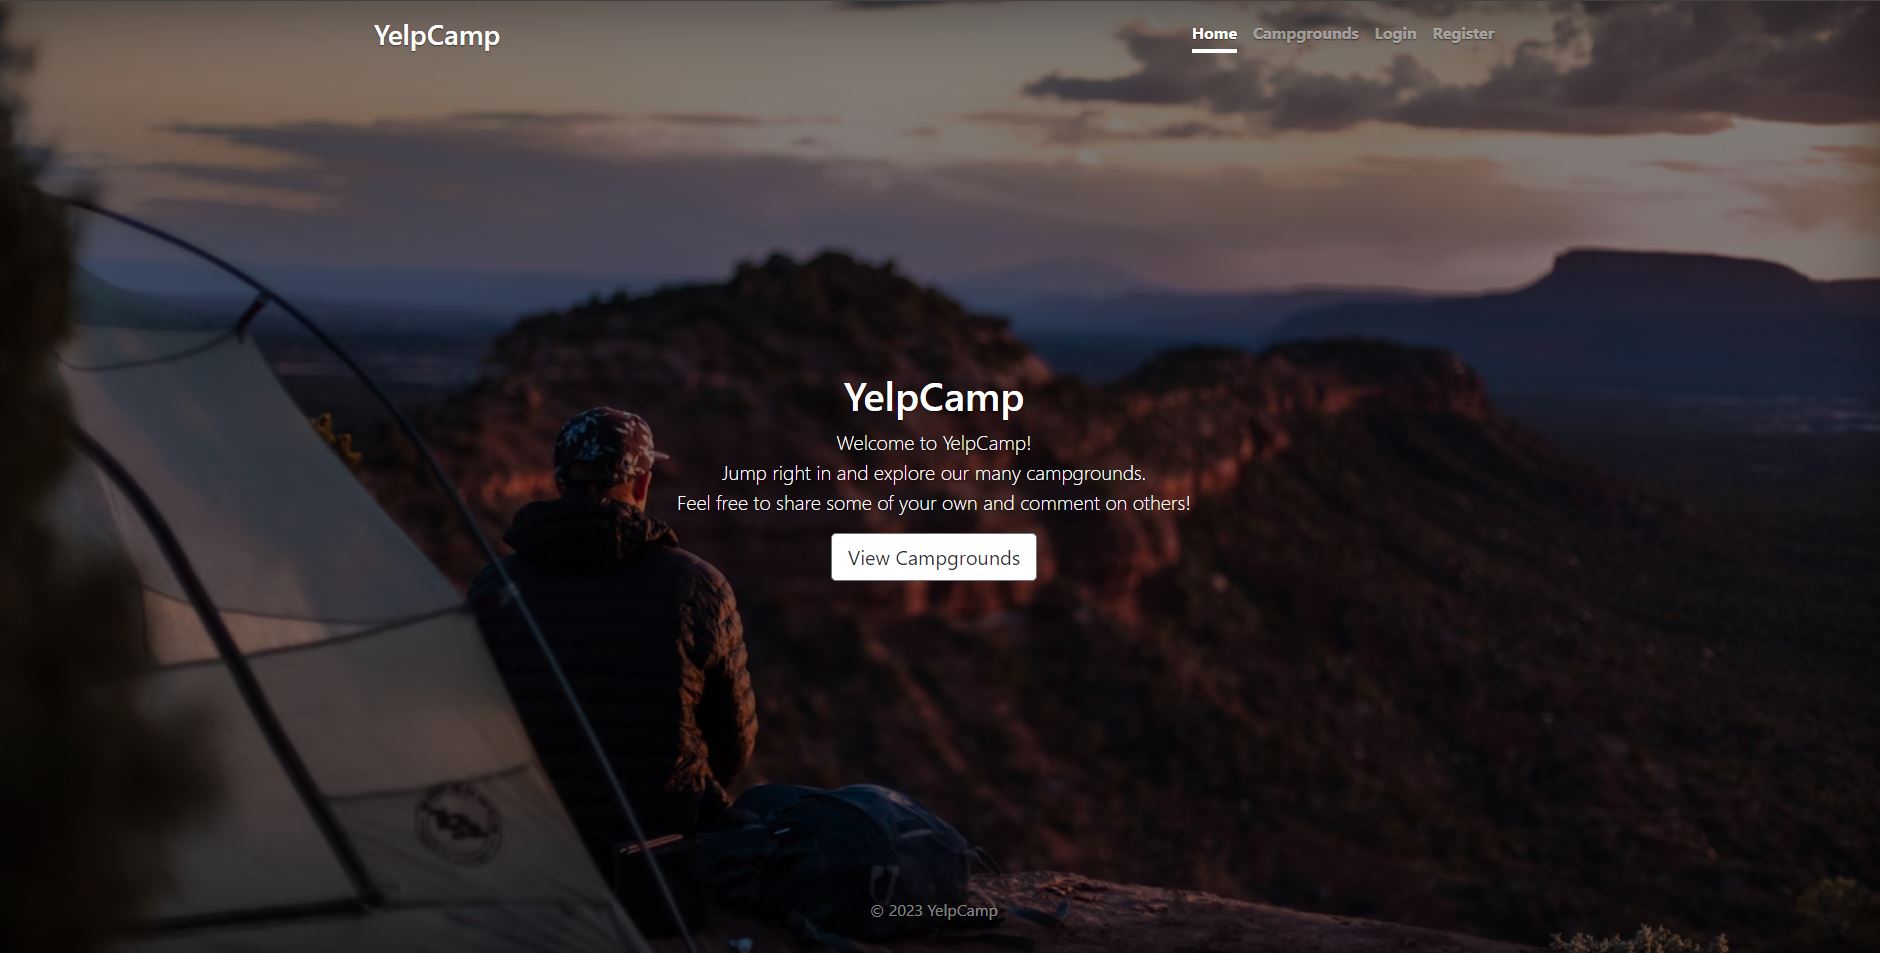 YelpCamp
Home Campgrounds Login Register
YelpCamp
Welcome to YelpCamp!
Jump right in and explore our many campgrounds.
Feel free to share some of your own and comment on others!
View Campgrounds
© 2023 YelpCamp